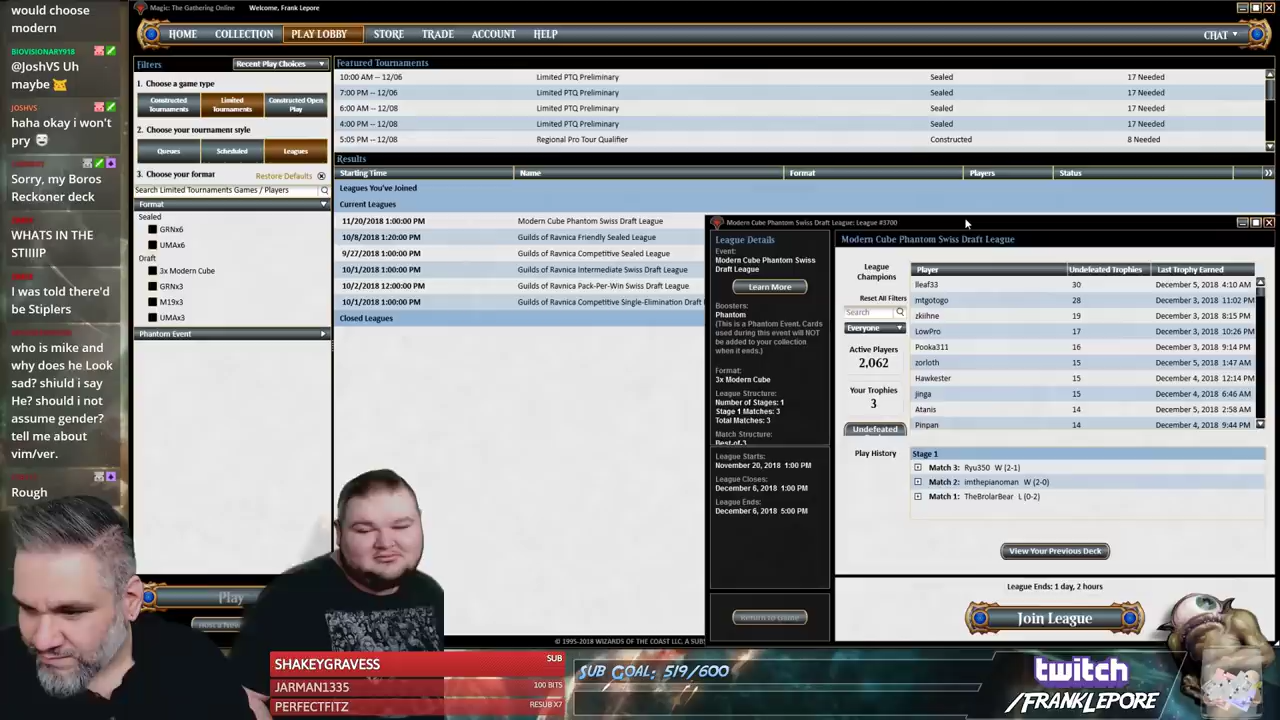 would choose
modern
BIOVISIONARY918
@JoshVS Uh
maybe
JOSHVS
haha okay i won't
pry
Sorry, my Boros
Reckoner deck
WHATS IN THE
STIIIIP
I was told there'd
be Stiplers
who is mike and
why does he Look
sad? shuld i say
He? should i not
assume gender?
tell me about
vim/ver.
Rough
Magic: The Gathering Online
Welcome, Frank Lepore
HOME
COLLECTION
PLAY LOBBY
STORE
TRADE
ACCOUNT
HELP
CHAT
Filters
Recent Play Choices
1. Choose a game type
Constructed Tournaments
Limited Tournaments
Constructed Open Play
2. Choose your tournament style
Queues
Scheduled
Leagues
3. Choose your format
Restore Defaults
Search Limited Tournaments Games / Players
Format
Sealed
GRNx6
UMAx6
Draft
3x Modern Cube
GRNx3
M19x3
UMAx3
Phantom Event
Play
Featured Tournaments
10:00 AM -- 12/06 Limited PTQ Preliminary Sealed 17 Needed
7:00 PM -- 12/06 Limited PTQ Preliminary Sealed 17 Needed
6:00 AM -- 12/08 Limited PTQ Preliminary Sealed 17 Needed
4:00 PM -- 12/08 Limited PTQ Preliminary Sealed 17 Needed
5:05 PM -- 12/08 Regional Pro Tour Qualifier Constructed 8 Needed
Results
Starting Time Name Format Players Status
Leagues You've Joined
Current Leagues
11/20/2018 1:00:00 PM Modern Cube Phantom Swiss Draft League
10/8/2018 1:20:00 PM Guilds of Ravnica Friendly Sealed League
9/27/2018 1:00:00 PM Guilds of Ravnica Competitive Sealed League
10/1/2018 1:00:00 PM Guilds of Ravnica Intermediate Swiss Draft League
10/2/2018 12:00:00 PM Guilds of Ravnica Pack-Per-Win Swiss Draft League
10/1/2018 1:00:00 PM Guilds of Ravnica Competitive Single-Elimination Draft
Closed Leagues
Modern Cube Phantom Swiss Draft League: League #3700
League Details
Event:
Modern Cube Phantom Swiss
Draft League
Learn More
Boosters:
Phantom
(This is a Phantom Event. Cards
used during this event will NOT
be added to your collection
when it ends.)
Format:
3x Modern Cube
League Structure:
Number of Stages: 1
Stage 1 Matches: 3
Total Matches: 3
Match Structure:
Best-of-3
League Starts:
November 20, 2018 1:00 PM
League Closes:
December 6, 2018 1:00 PM
League Ends:
December 6, 2018 5:00 PM
Return to Game
Modern Cube Phantom Swiss Draft League
League
Champions
Reset All Filters
Search
Everyone
Active Players
2,062
Your Trophies
3
Undefeated
Player Undefeated Trophies Last Trophy Earned
lleaf33 30 December 5, 2018 4:10 AM
mtgotogo 28 December 3, 2018 11:02 PM
zkiihne 19 December 3, 2018 8:15 PM
LowPro 17 December 3, 2018 10:26 PM
Pooka311 16 December 3, 2018 9:14 PM
zorloth 15 December 5, 2018 1:47 AM
Hawkester 15 December 4, 2018 12:14 PM
jinga 15 December 4, 2018 6:46 AM
Atanis 14 December 5, 2018 2:58 AM
Pinpan 14 December 4, 2018 9:44 PM
Play History
Stage 1
Match 3: Ryu350 W (2-1)
Match 2: imthepianoman W (2-0)
Match 1: TheBrolarBear L (0-2)
View Your Previous Deck
League Ends: 1 day, 2 hours
Join League
© 1995-2018 WIZARDS OF THE COAST LLC, A SUBS
SHAKEYGRAVESS SUB
JARMAN1335 100 BITS
PERFECTFITZ RESUB X7
SUB GOAL: 519/600
twitch
/FRANKLEPORE